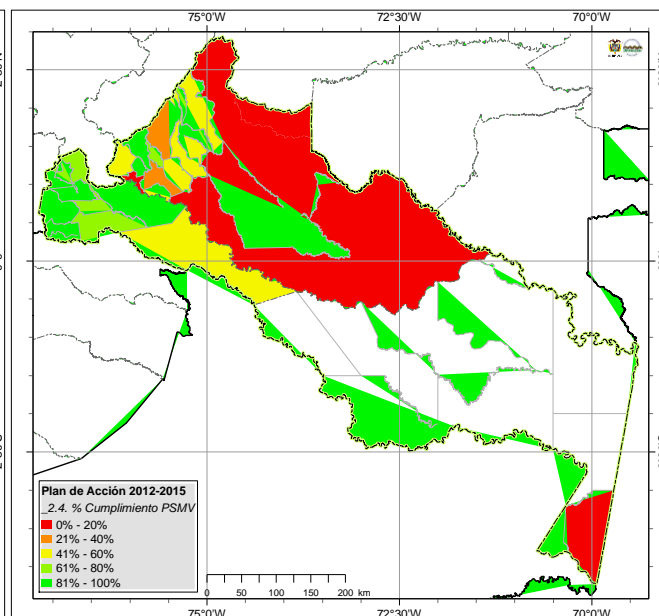 75°0'W 72°30'W 70°0'W
Plan de Acción 2012-2015
_2.4. % Cumplimiento PSMV
0% - 20%
21% - 40%
41% - 60%
61% - 80%
81% - 100%
0 50 100 150 200 km
75°0'W 72°30'W 70°0'W